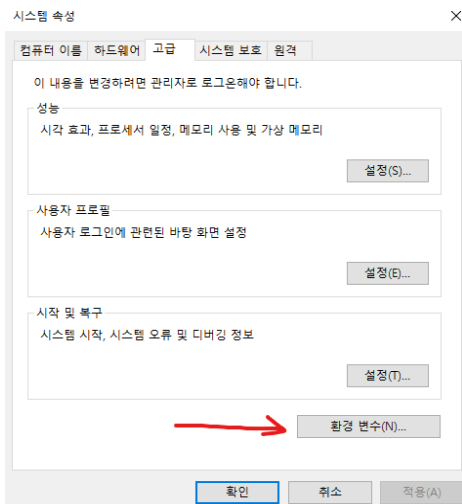 시스템 속성
컴퓨터 이름 하드웨어 고급 시스템 보호 원격
이 내용을 변경하려면 관리자로 로그온해야 합니다.
성능
시각 효과, 프로세서 일정, 메모리 사용 및 가상 메모리
설정(S)...
사용자 프로필
사용자 로그인에 관련된 바탕 화면 설정
설정(E)...
시작 및 복구
시스템 시작, 시스템 오류 및 디버깅 정보
설정(T)...
환경 변수(N)...
확인 취소 적용(A)